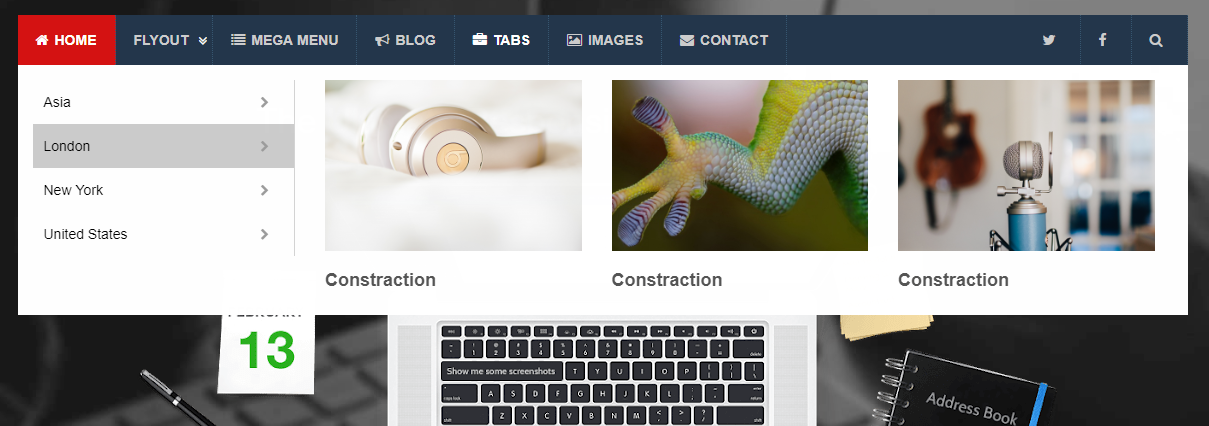 HOME FLYOUT MEGA MENU BLOG TABS IMAGES CONTACT
Asia
London
New York
United States
Constraction Constraction Constraction
FEBRUARY
13
Show me some screenshots T Y U I O P
A S D F G H J K L
Z X C V B N M
Address Book